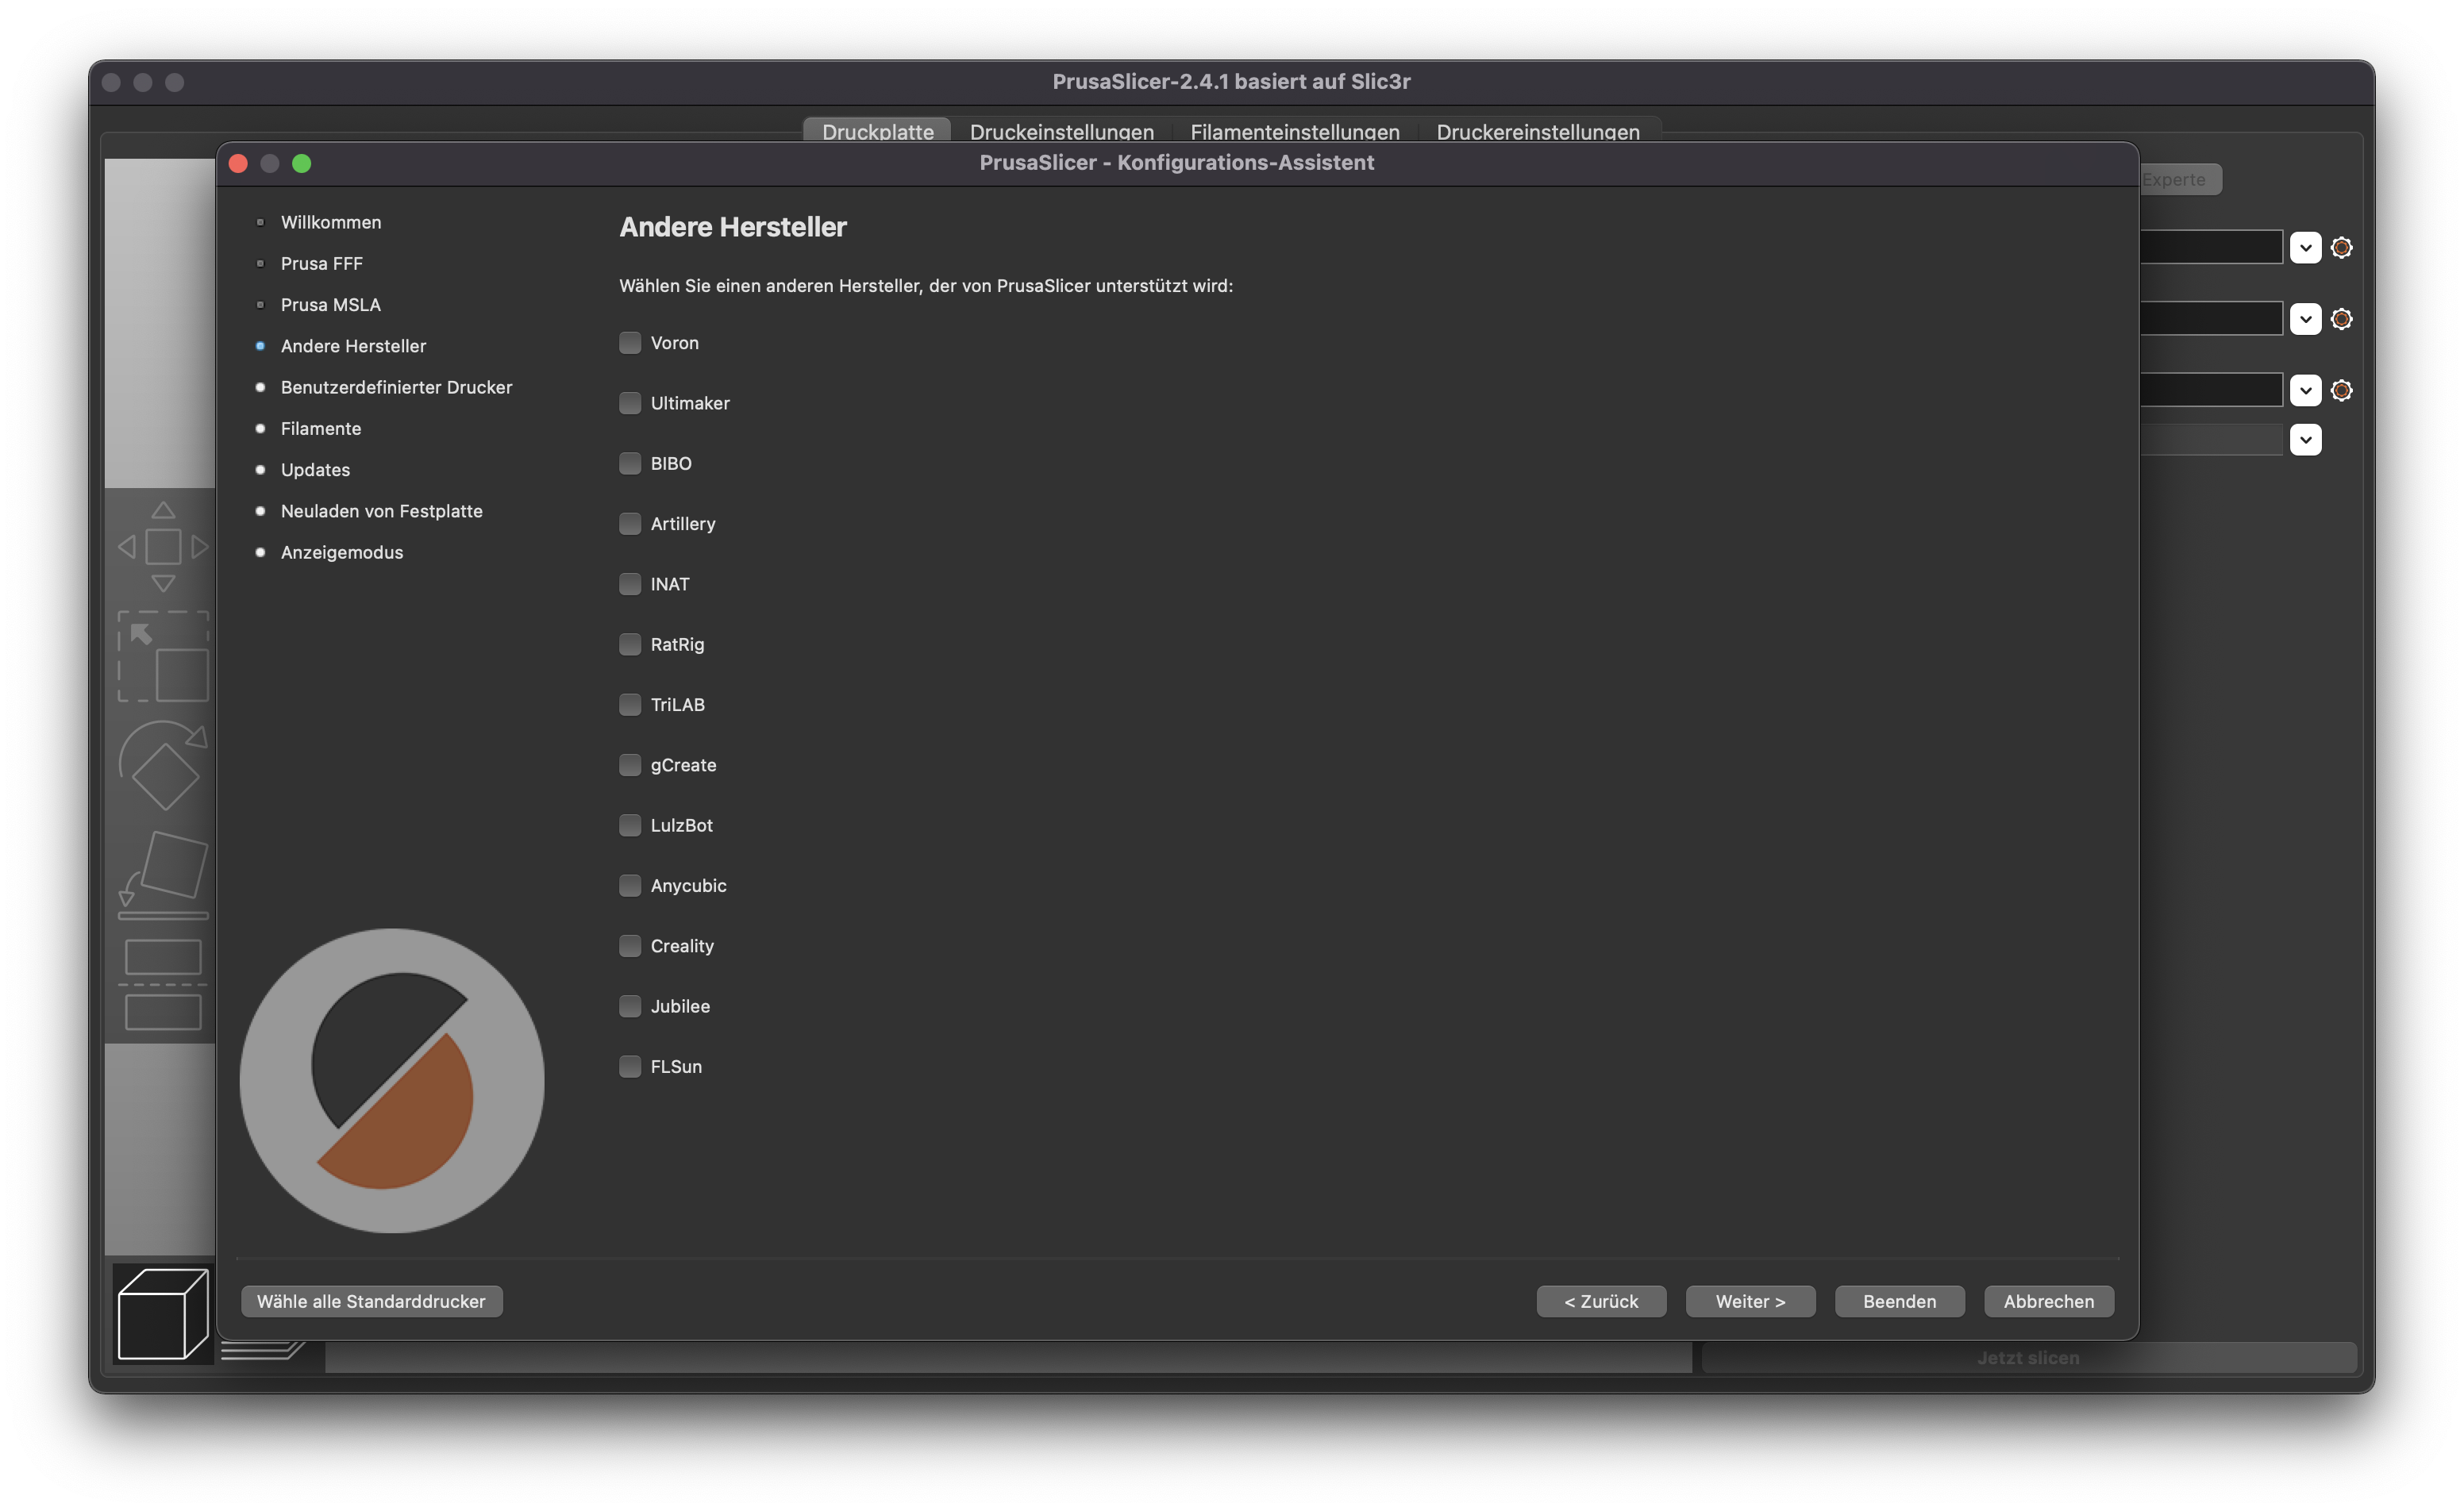 PrusaSlicer-2.4.1 basiert auf Slic3r
Druckplatte
Druckeinstellungen
Filamenteinstellungen
Druckereinstellungen
PrusaSlicer - Konfigurations-Assistent
Experte
Willkommen
Prusa FFF
Prusa MSLA
Andere Hersteller
Benutzerdefinierter Drucker
Filamente
Updates
Neuladen von Festplatte
Anzeigemodus
Andere Hersteller
Wählen Sie einen anderen Hersteller, der von PrusaSlicer unterstützt wird:
Voron
Ultimaker
BIBO
Artillery
INAT
RatRig
TriLAB
gCreate
LulzBot
Anycubic
Creality
Jubilee
FLSun
Wähle alle Standarddrucker
< Zurück
Weiter >
Beenden
Abbrechen
Jetzt slicen